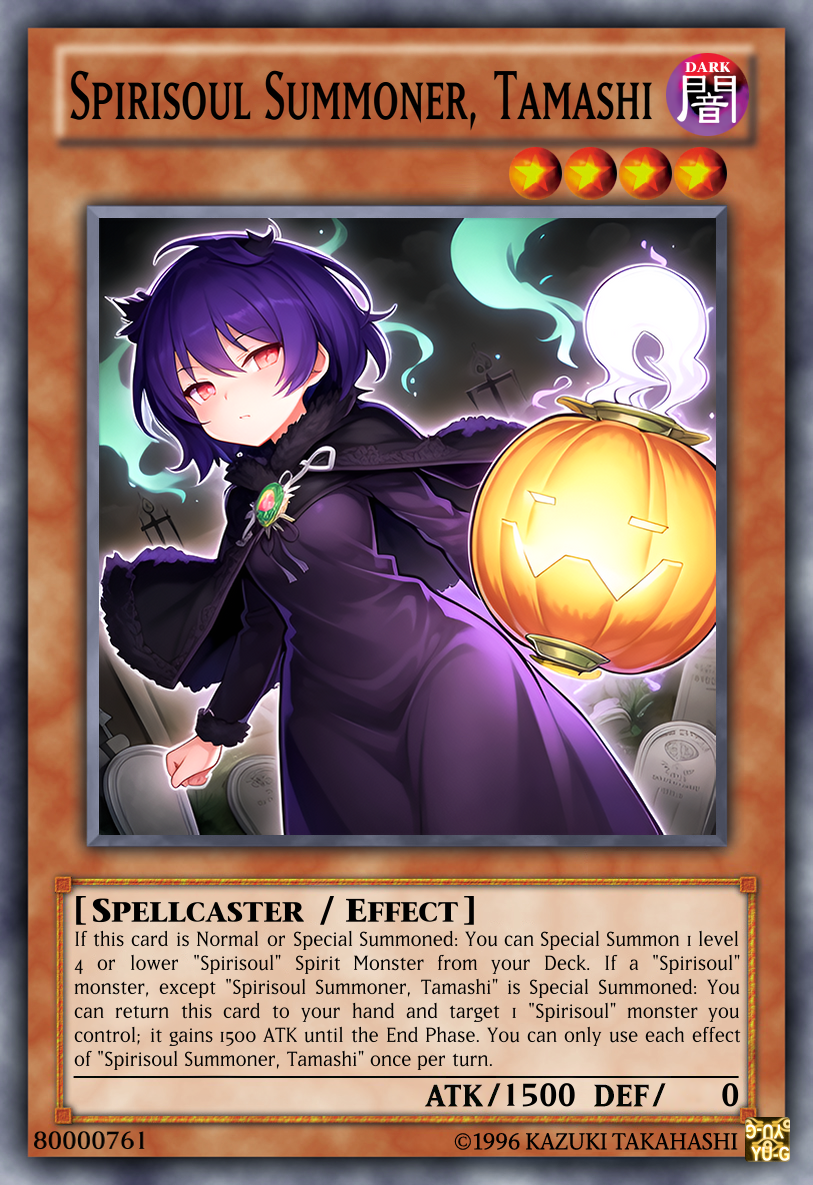 Spirisoul Summoner, Tamashi
DARK
闇
[ Spellcaster / Effect ]
If this card is Normal or Special Summoned: You can Special Summon 1 level
4 or lower "Spirisoul" Spirit Monster from your Deck. If a "Spirisoul"
monster, except "Spirisoul Summoner, Tamashi" is Special Summoned: You
can return this card to your hand and target 1 "Spirisoul" monster you
control; it gains 1500 ATK until the End Phase. You can only use each effect
of "Spirisoul Summoner, Tamashi" once per turn.
ATK/1500 DEF/ 0
80000761
©1996 KAZUKI TAKAHASHI